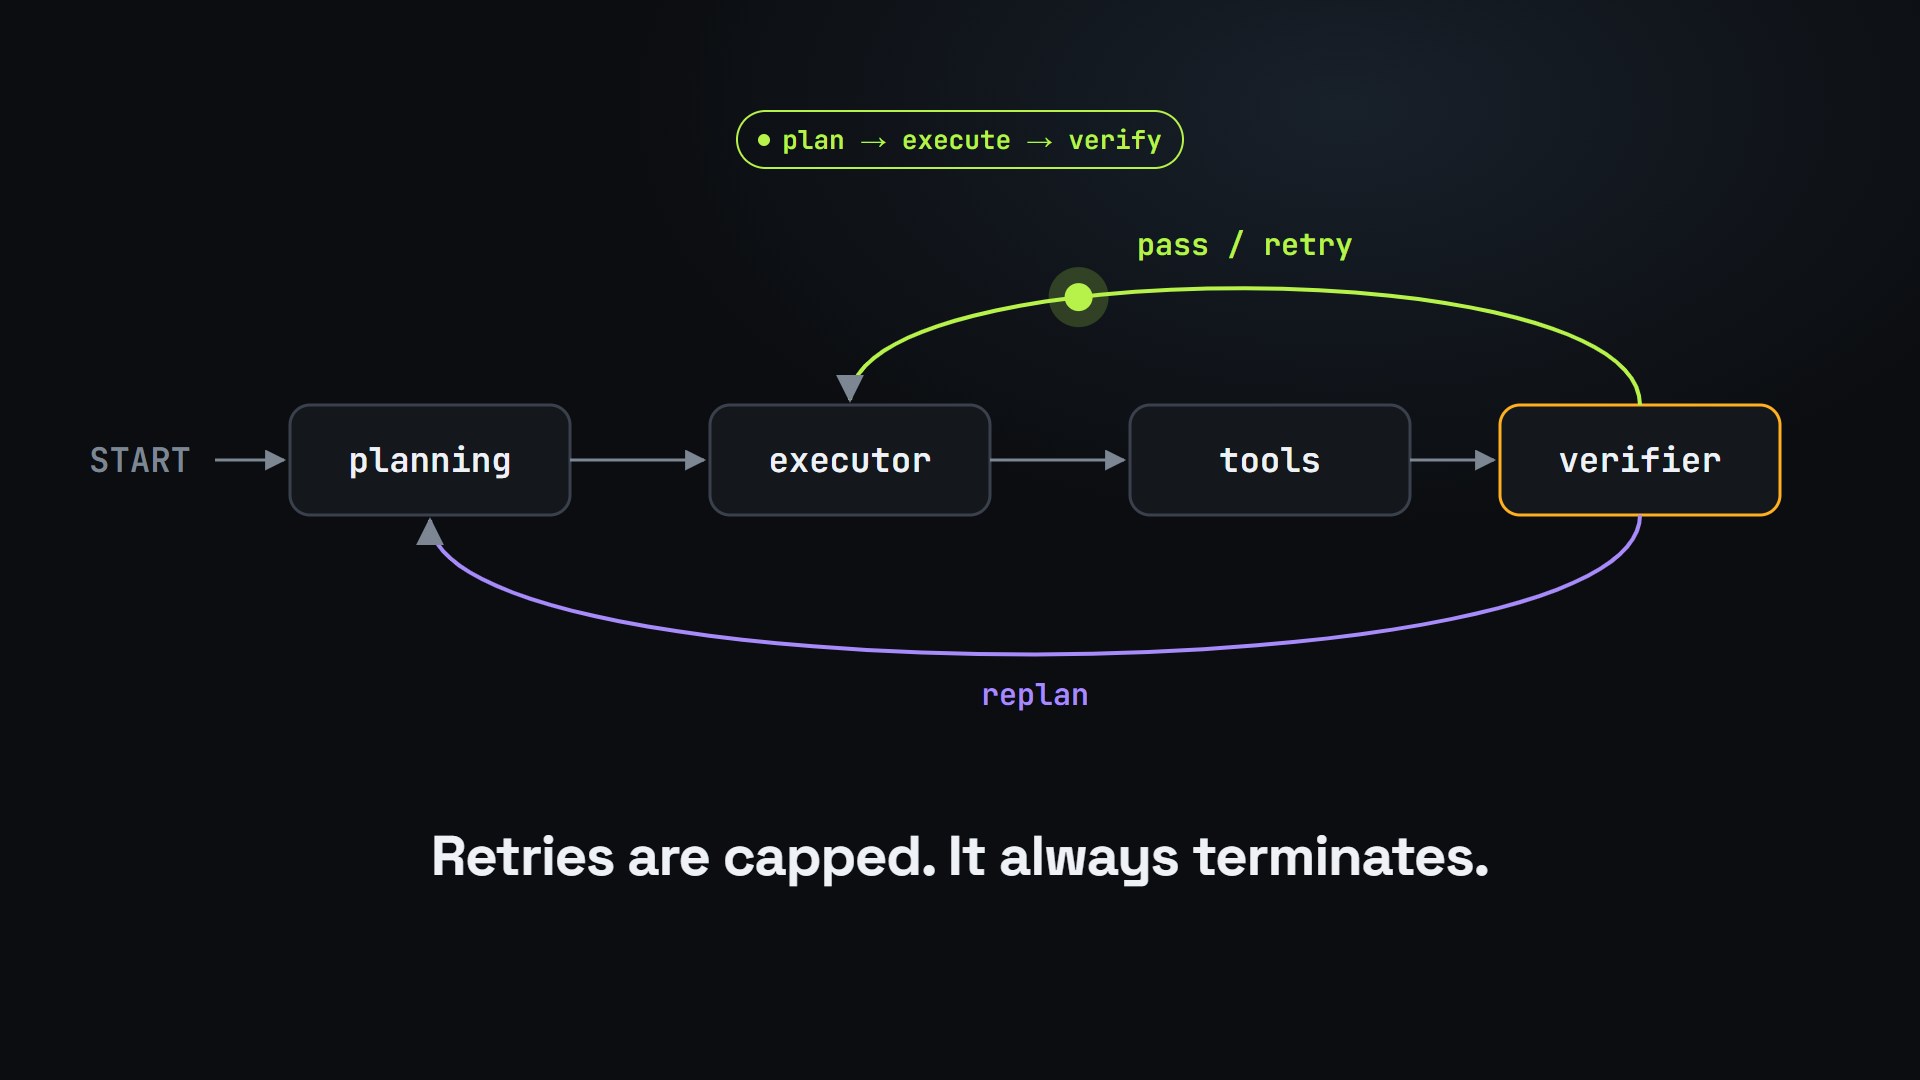 plan → execute → verify
pass / retry
START planning executor tools verifier
replan
Retries are capped. It always terminates.